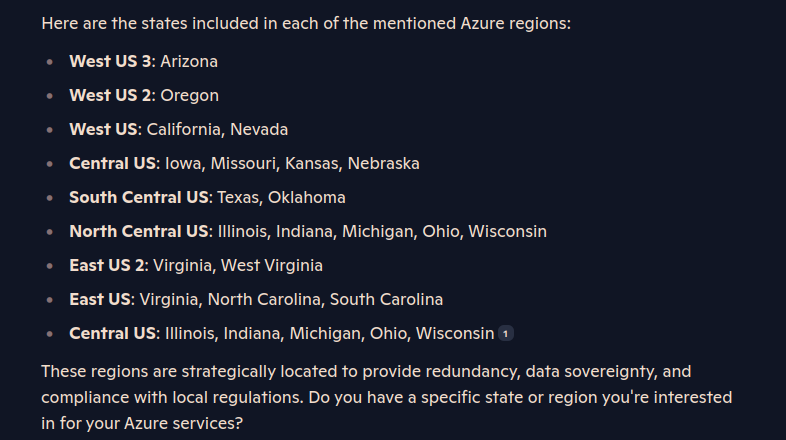 Here are the states included in each of the mentioned Azure regions:
• West US 3: Arizona
• West US 2: Oregon
• West US: California, Nevada
• Central US: Iowa, Missouri, Kansas, Nebraska
• South Central US: Texas, Oklahoma
• North Central US: Illinois, Indiana, Michigan, Ohio, Wisconsin
• East US 2: Virginia, West Virginia
• East US: Virginia, North Carolina, South Carolina
• Central US: Illinois, Indiana, Michigan, Ohio, Wisconsin 1
These regions are strategically located to provide redundancy, data sovereignty, and
compliance with local regulations. Do you have a specific state or region you're interested
in for your Azure services?